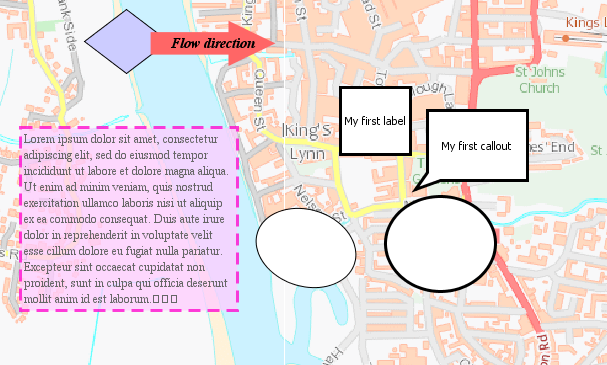 Flow direction
Kings L
St Johns
Church
Queen St
My first label
My first callout
King's
Lynn
es' End
St
Lorem ipsum dolor sit amet, consectetur
adipiscing elit, sed do eiusmod tempor
incididunt ut labore et dolore magna aliqua.
Ut enim ad minim veniam, quis nostrud
exercitation ullamco laboris nisi ut aliquip
ex ea commodo consequat. Duis aute irure
dolor in reprehenderit in voluptate velit
esse cillum dolore eu fugiat nulla pariatur.
Excepteur sint occaecat cupidatat non
proident, sunt in culpa qui officia deserunt
mollit anim id est laborum.